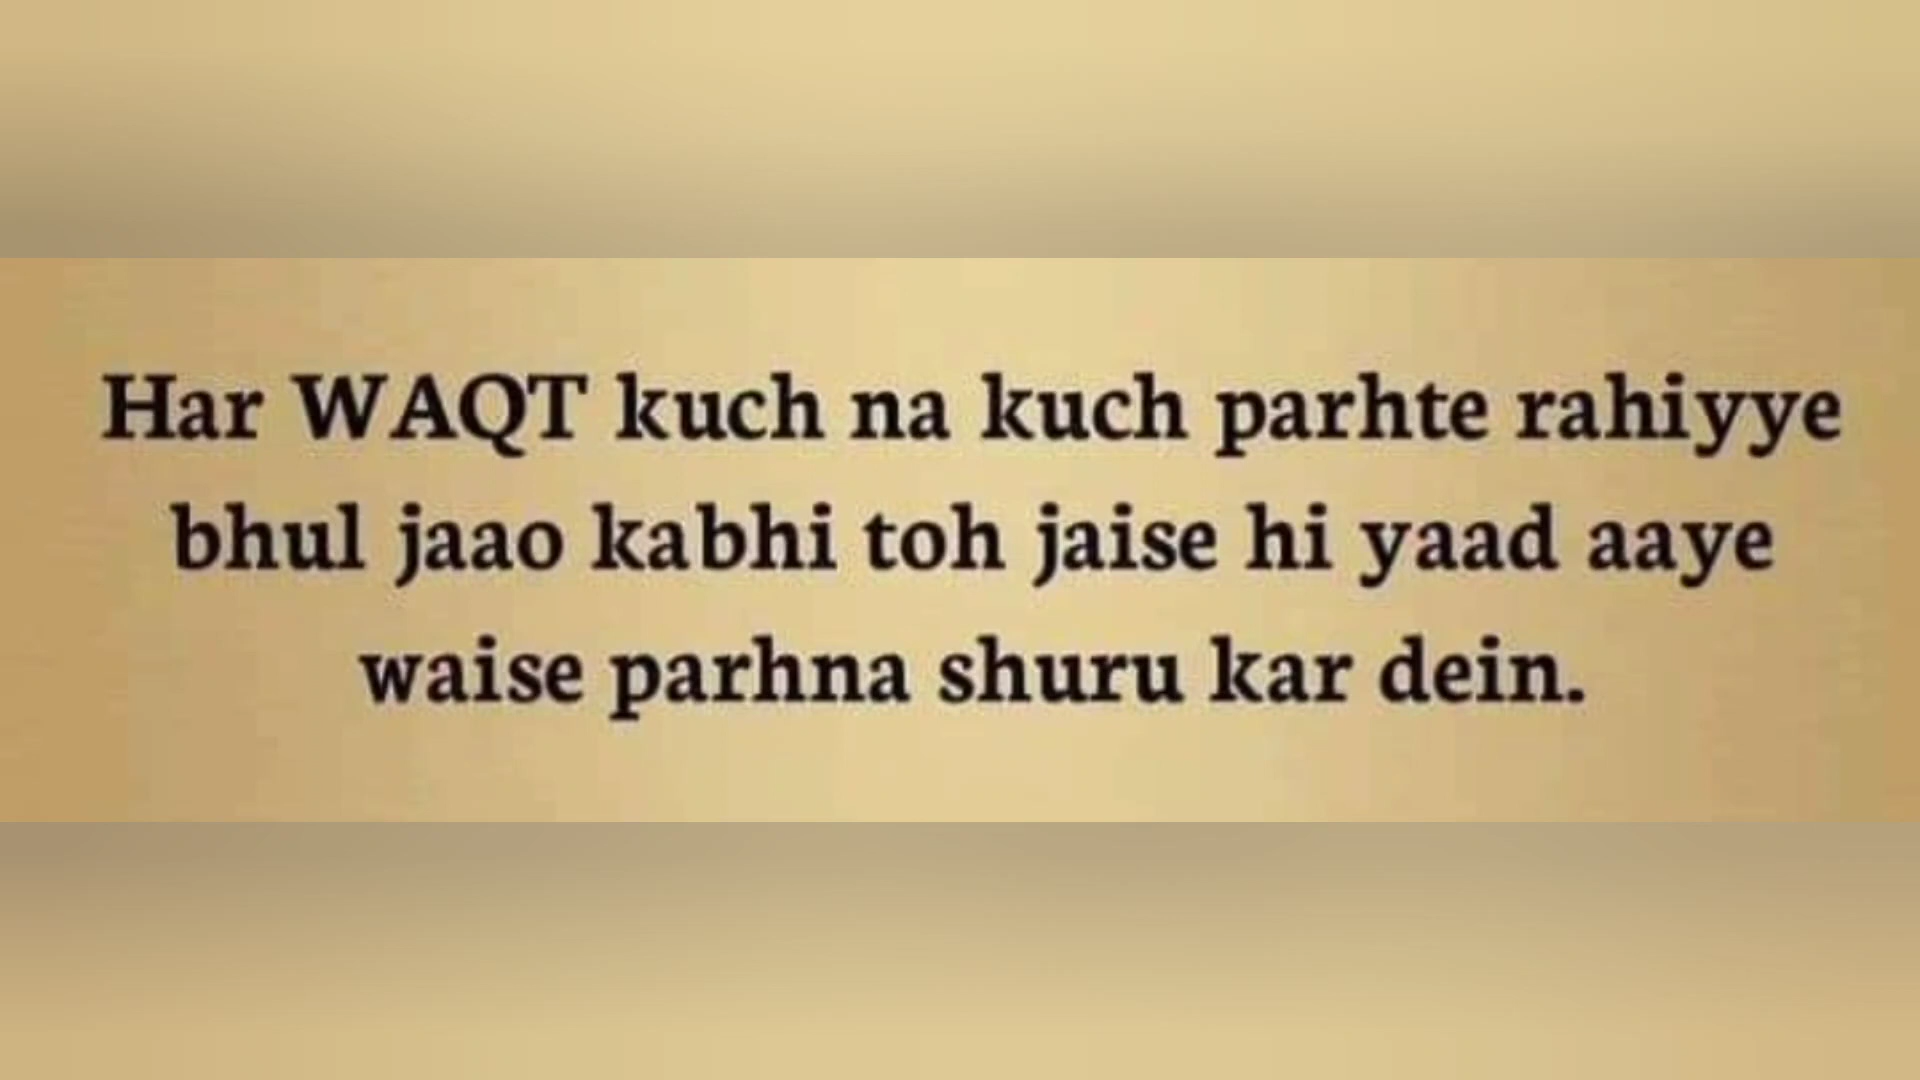 Har WAQT kuch na kuch parhte rahiyye
bhul jaao kabhi toh jaise hi yaad aaye
waise parhna shuru kar dein.